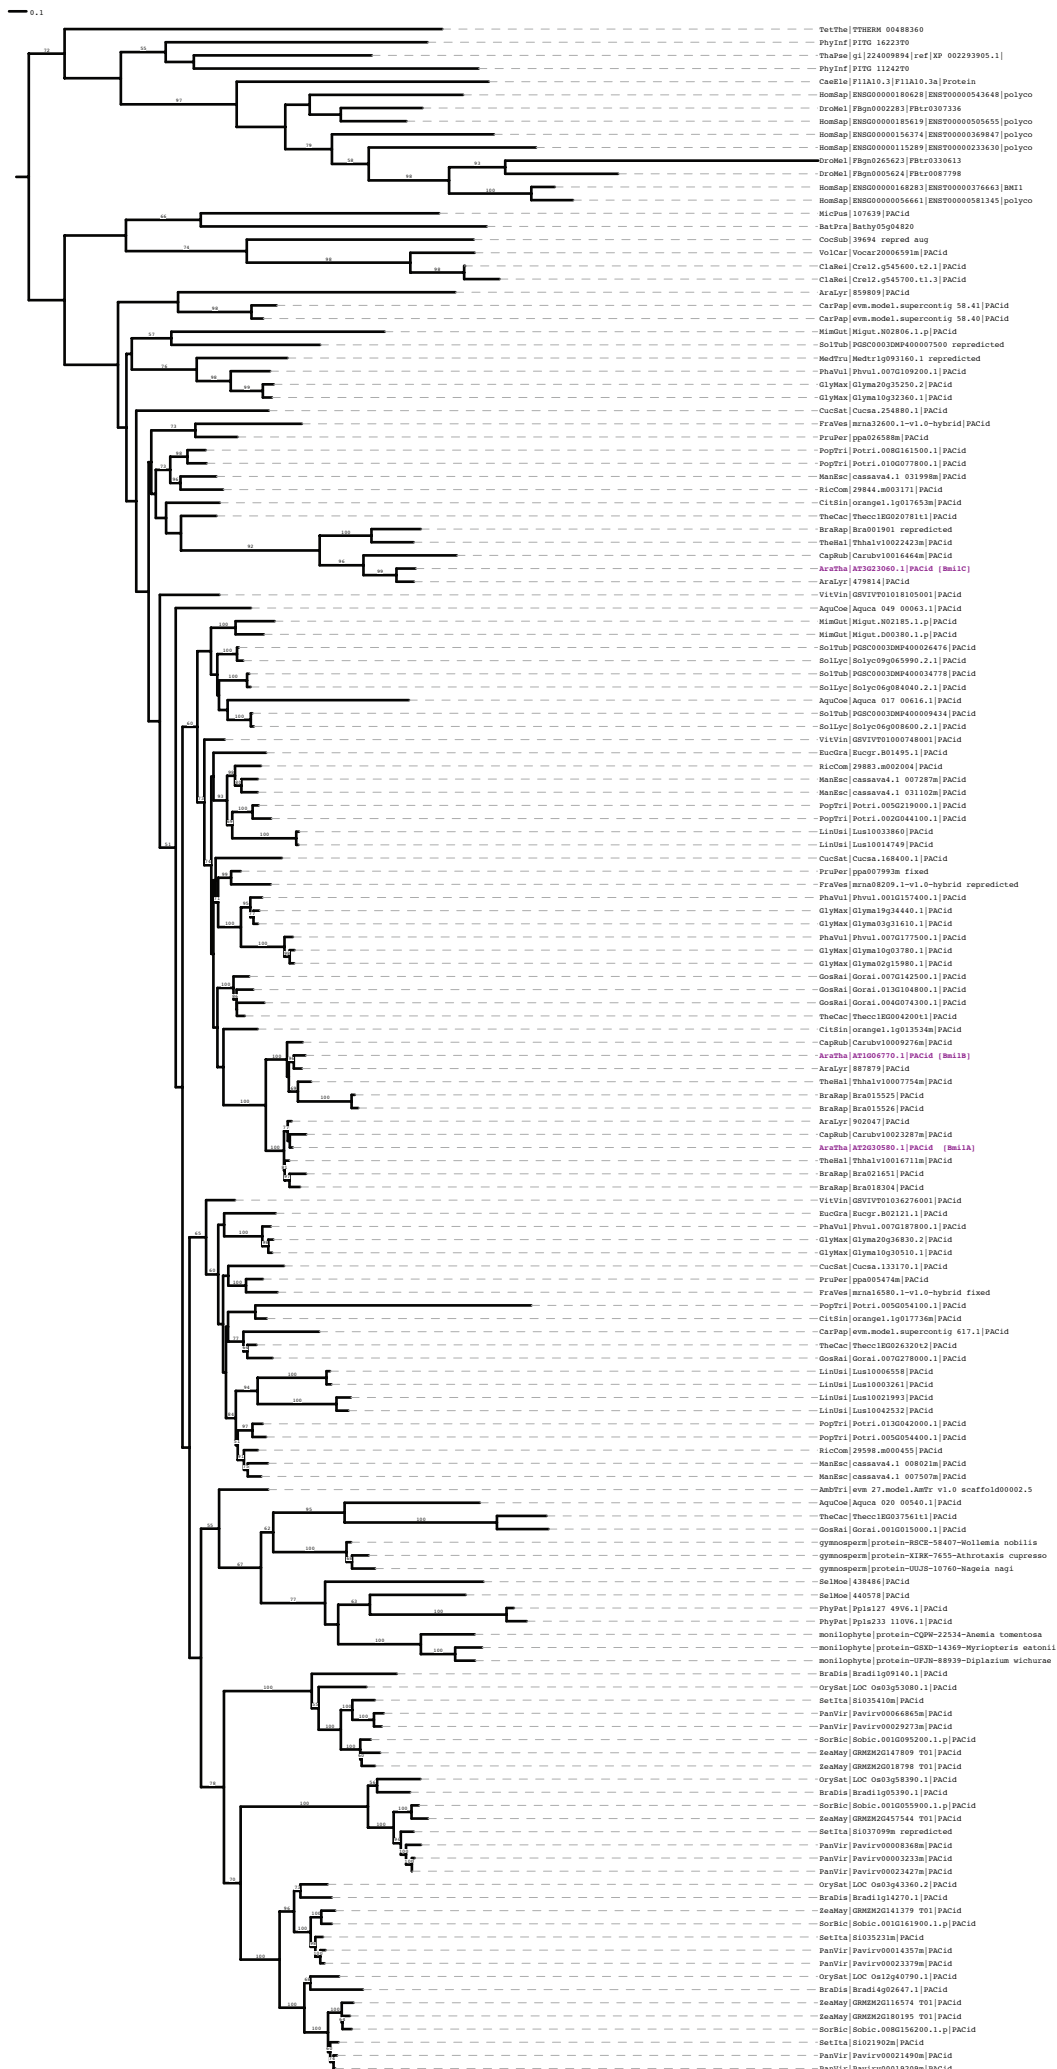 0.1
TetThe|TTHERM 00488360
PhyInf|PITG 16223T0
ThaPse|gi|224009894|ref|XP 002293905.1|
PhyInf|PITG 11242T0
CaeEle|F11A10.3|F11A10.3a|Protein
HomSap|ENSG00000180628|ENST00000543648|polyco
DroMel|FBgn0002283|FBtr0307336
HomSap|ENSG00000185619|ENST00000505655|polyco
HomSap|ENSG00000156374|ENST00000369847|polyco
HomSap|ENSG00000115289|ENST00000233630|polyco
DroMel|FBgn0265623|FBtr0330613
DroMel|FBgn0005624|FBtr0087798
HomSap|ENSG00000168283|ENST00000376663|BMI1
HomSap|ENSG00000056661|ENST00000581345|polyco
MicPus|107639|PACid
BatPra|Bathy05g04820
CocSub|39694 repred aug
VolCar|Vocar20006591m|PACid
ClaRei|Cre12.g545600.t2.1|PACid
ClaRei|Cre12.g545700.t1.3|PACid
AraLyr|859809|PACid
CarPap|evm.model.supercontig 58.41|PACid
CarPap|evm.model.supercontig 58.40|PACid
MimGut|Migut.N02806.1.p|PACid
SolTub|PGSC0003DMP400007500 repredicted
MedTru|Medtr1g093160.1 repredicted
PhaVul|Phvul.007G109200.1|PACid
GlyMax|Glyma20g35250.2|PACid
GlyMax|Glyma10g32360.1|PACid
CucSat|Cucsa.254880.1|PACid
FraVes|mrna32600.1-v1.0-hybrid|PACid
PruPer|ppa026588m|PACid
PopTri|Potri.008G161500.1|PACid
PopTri|Potri.010G077800.1|PACid
ManEsc|cassava4.1 031998m|PACid
RicCom|29844.m003171|PACid
CitSin|orange1.1g017653m|PACid
TheCac|Thecc1EG020781t1|PACid
BraRap|Bra001901 repredicted
TheHal|Thhalv10022423m|PACid
CapRub|Carubv10016464m|PACid
AraTha|AT3G23060.1|PACid [Bmi1C]
AraLyr|479814|PACid
VitVin|GSVIVT01018105001|PACid
AquCoe|Aquca 049 00063.1|PACid
MimGut|Migut.N02185.1.p|PACid
MimGut|Migut.D00380.1.p|PACid
SolTub|PGSC0003DMP400026476|PACid
SolLyc|Solyc09g065990.2.1|PACid
SolTub|PGSC0003DMP400034778|PACid
SolLyc|Solyc06g084040.2.1|PACid
AquCoe|Aquca 017 00616.1|PACid
SolTub|PGSC0003DMP400009434|PACid
SolLyc|Solyc06g008600.2.1|PACid
VitVin|GSVIVT01000748001|PACid
EucGra|Eucgr.B01495.1|PACid
RicCom|29883.m002004|PACid
ManEsc|cassava4.1 007287m|PACid
ManEsc|cassava4.1 031102m|PACid
PopTri|Potri.005G219000.1|PACid
PopTri|Potri.002G044100.1|PACid
LinUsi|Lus10033860|PACid
LinUsi|Lus10014749|PACid
CucSat|Cucsa.168400.1|PACid
PruPer|ppa007993m fixed
FraVes|mrna08209.1-v1.0-hybrid repredicted
PhaVul|Phvul.001G157400.1|PACid
GlyMax|Glyma19g34440.1|PACid
GlyMax|Glyma03g31610.1|PACid
PhaVul|Phvul.007G177500.1|PACid
GlyMax|Glyma10g03780.1|PACid
GlyMax|Glyma02g15980.1|PACid
GosRai|Gorai.007G142500.1|PACid
GosRai|Gorai.013G104800.1|PACid
GosRai|Gorai.004G074300.1|PACid
TheCac|Thecc1EG004200t1|PACid
CitSin|orange1.1g013534m|PACid
CapRub|Carubv10009276m|PACid
AraTha|AT1G06770.1|PACid [Bmi1B]
AraLyr|887879|PACid
TheHal|Thhalv10007754m|PACid
BraRap|Bra015525|PACid
BraRap|Bra015526|PACid
AraLyr|902047|PACid
CapRub|Carubv10023287m|PACid
AraTha|AT2G30580.1|PACid [Bmi1A]
TheHal|Thhalv10016711m|PACid
BraRap|Bra021651|PACid
BraRap|Bra018304|PACid
VitVin|GSVIVT01036276001|PACid
EucGra|Eucgr.B02121.1|PACid
PhaVul|Phvul.007G187800.1|PACid
GlyMax|Glyma20g36830.2|PACid
GlyMax|Glyma10g30510.1|PACid
CucSat|Cucsa.133170.1|PACid
PruPer|ppa005474m|PACid
FraVes|mrna16580.1-v1.0-hybrid fixed
PopTri|Potri.005G054100.1|PACid
CitSin|orange1.1g017736m|PACid
CarPap|evm.model.supercontig 617.1|PACid
TheCac|Thecc1EG026320t2|PACid
GosRai|Gorai.007G278000.1|PACid
LinUsi|Lus10006558|PACid
LinUsi|Lus10003261|PACid
LinUsi|Lus10021993|PACid
LinUsi|Lus10042532|PACid
PopTri|Potri.013G042000.1|PACid
PopTri|Potri.005G054400.1|PACid
RicCom|29598.m000455|PACid
ManEsc|cassava4.1 008021m|PACid
ManEsc|cassava4.1 007507m|PACid
AmbTri|evm 27.model.AmTr v1.0 scaffold00002.5
AquCoe|Aquca 020 00540.1|PACid
TheCac|Thecc1EG037561t1|PACid
GosRai|Gorai.001G015000.1|PACid
gymnosperm|protein-RSCE-58407-Wollemia nobilis
gymnosperm|protein-XIRE-7655-Athrotaxis cupresso
gymnosperm|protein-UUJS-10760-Nageia nagi
SelMoe|438486|PACid
SelMoe|440578|PACid
PhyPat|Pp1s127 49V6.1|PACid
PhyPat|Pp1s233 110V6.1|PACid
monilophyte|protein-CQPW-22534-Anemia tomentosa
monilophyte|protein-GSXD-14369-Myriopteris eatonii
monilophyte|protein-UFJN-88939-Diplazium wichurae
BraDis|Bradi1g09140.1|PACid
OrySat|LOC Os03g53080.1|PACid
SetIta|Si035410m|PACid
PanVir|Pavirv00066865m|PACid
PanVir|Pavirv00029273m|PACid
SorBic|Sobic.001G095200.1.p|PACid
ZeaMay|GRMZM2G147809 T01|PACid
ZeaMay|GRMZM2G018798 T01|PACid
OrySat|LOC Os03g58390.1|PACid
BraDis|Bradi1g05390.1|PACid
SorBic|Sobic.001G055900.1.p|PACid
ZeaMay|GRMZM2G457544 T01|PACid
SetIta|Si037099m repredicted
PanVir|Pavirv00008368m|PACid
PanVir|Pavirv00003233m|PACid
PanVir|Pavirv00023427m|PACid
OrySat|LOC Os03g43360.2|PACid
BraDis|Bradi1g14270.1|PACid
ZeaMay|GRMZM2G141379 T01|PACid
SorBic|Sobic.001G161900.1.p|PACid
SetIta|Si035231m|PACid
PanVir|Pavirv00014357m|PACid
PanVir|Pavirv00023379m|PACid
OrySat|LOC Os12g40790.1|PACid
BraDis|Bradi4g02647.1|PACid
ZeaMay|GRMZM2G116574 T01|PACid
ZeaMay|GRMZM2G180195 T01|PACid
SorBic|Sobic.008G156200.1.p|PACid
SetIta|Si021902m|PACid
PanVir|Pavirv00021490m|PACid